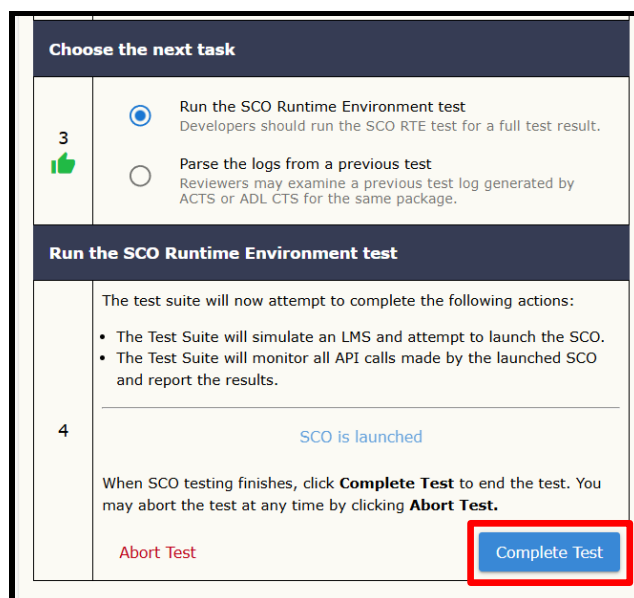 Choose the next task
3
Run the SCO Runtime Environment test
Developers should run the SCO RTE test for a full test result.
Parse the logs from a previous test
Reviewers may examine a previous test log generated by
ACTS or ADL CTS for the same package.
Run the SCO Runtime Environment test
4
The test suite will now attempt to complete the following actions:
• The Test Suite will simulate an LMS and attempt to launch the SCO.
• The Test Suite will monitor all API calls made by the launched SCO
and report the results.
SCO is launched
When SCO testing finishes, click Complete Test to end the test. You
may abort the test at any time by clicking Abort Test.
Abort Test
Complete Test